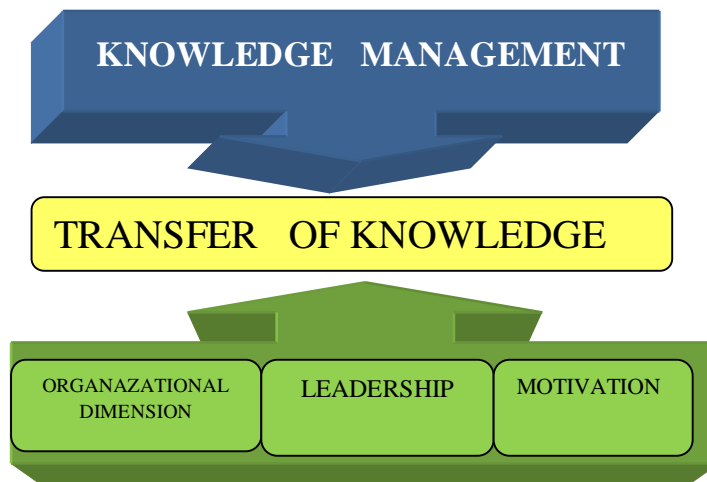 KNOWLEDGE MANAGEMENT
TRANSFER OF KNOWLEDGE
ORGANAZATIONAL
DIMENSION
LEADERSHIP
MOTIVATION